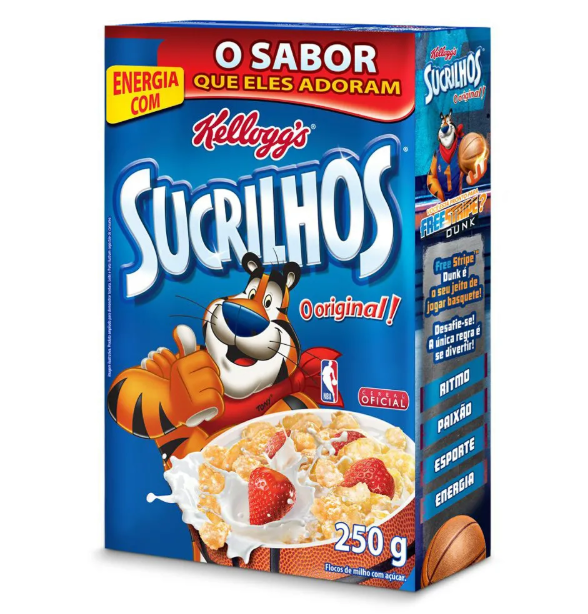 O SABOR
QUE ELES ADORAM
ENERGIA
COM
Kellogg's
SUCRILHOS
O original!
Tony
NBA
CEREAL
OFICIAL
250 g
Flocos de milho com açúcar.
Kellogg's
SUCRILHOS
O original!
FREE STRIPE?
DUNK
Free Stripe
Dunk é
o seu jeito de
jogar basquete!
Desafie-se!
A única regra é
se divertir!
RITMO
PAIXÃO
ESPORTE
ENERGIA